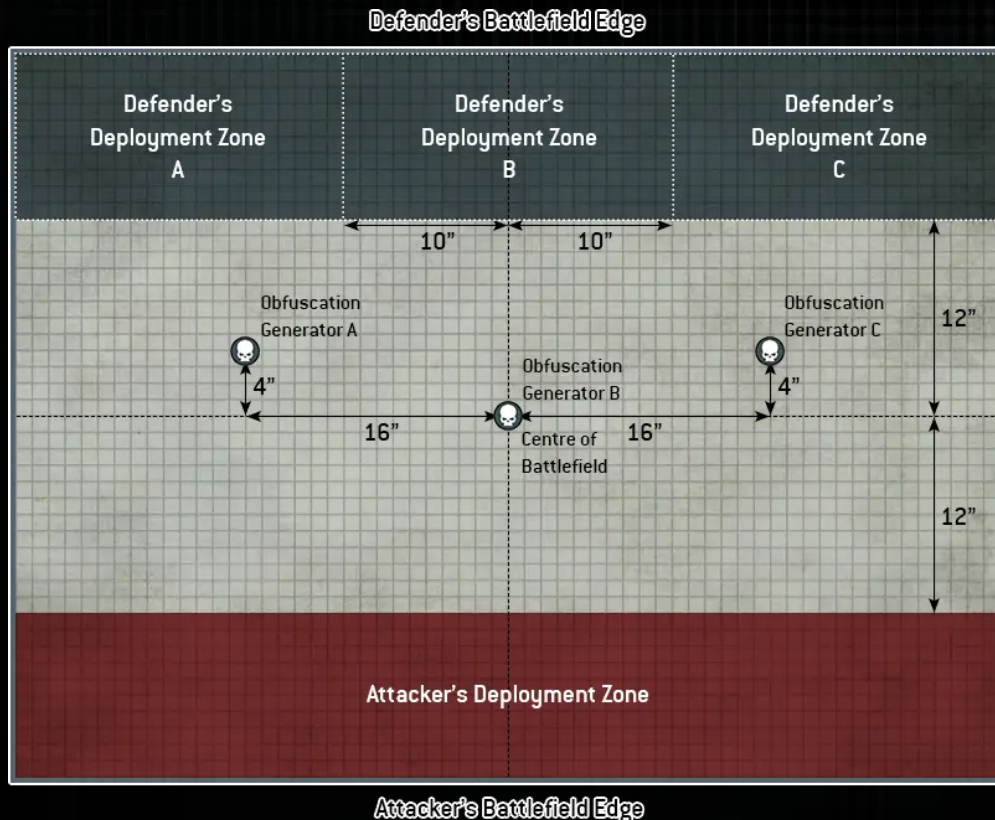 Defender's Battlefield Edge
Defender's
Deployment Zone
A
Defender's
Deployment Zone
B
Defender's
Deployment Zone
C
10”
10”
Obfuscation
Generator A
Obfuscation
Generator C
12”
4”
Obfuscation
Generator B
4”
16”
16”
Centre of
Battlefield
12”
Attacker's Deployment Zone
Attacker's Battlefield Edge